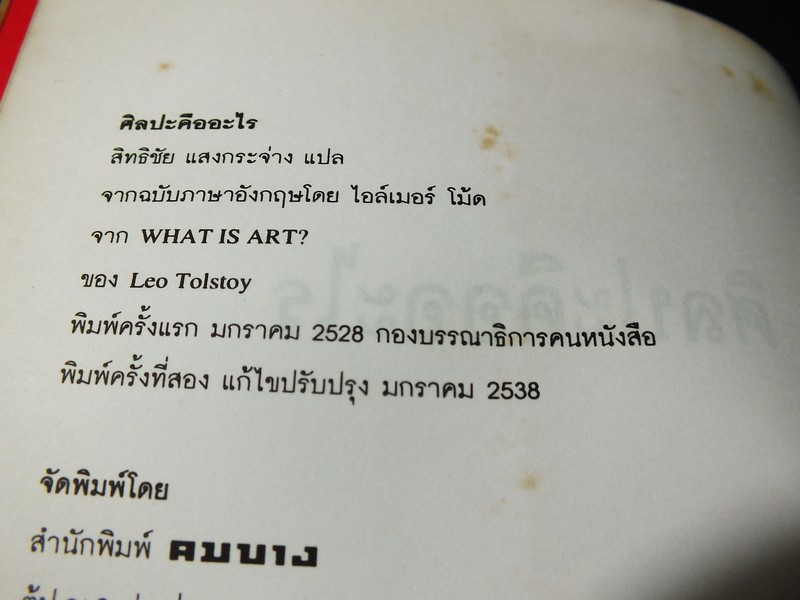 ศิลปะคืออะไร
สิทธิชัย แสงกระจ่าง แปล
จากฉบับภาษาอังกฤษโดย ไอล์เมอร์ โม้ด
จาก WHAT IS ART?
ของ Leo Tolstoy
พิมพ์ครั้งแรก มกราคม 2528 กองบรรณาธิการคนหนังสือ
พิมพ์ครั้งที่สอง แก้ไขปรับปรุง มกราคม 2538
จัดพิมพ์โดย
สำนักพิมพ์ คบบาง